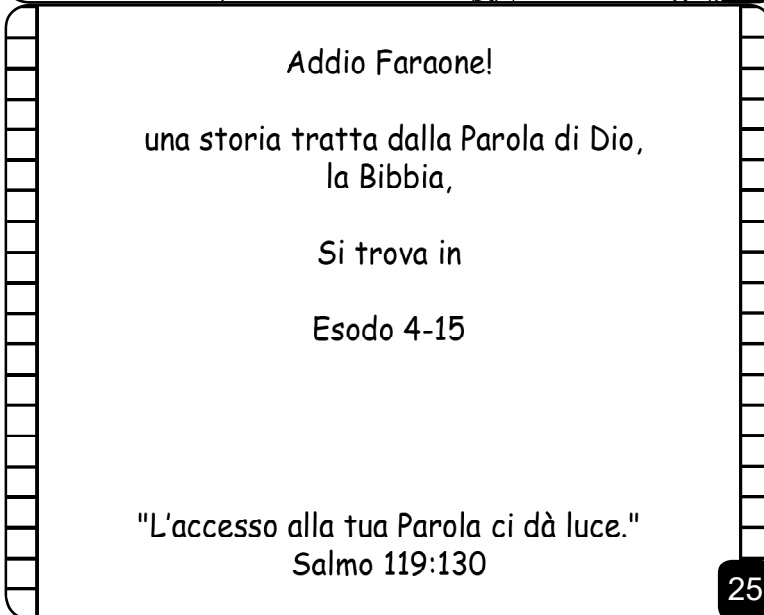 Addio Faraone!
una storia tratta dalla Parola di Dio,
la Bibbia,
Si trova in
Esodo 4-15
"L'accesso alla tua Parola ci dà luce."
Salmo 119:130
25